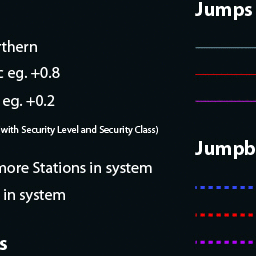 Jumps
rthern
c eg. +0.8
eg. +0.2
with Security Level and Security Class)
Jumpb
more Stations in system
in system
s